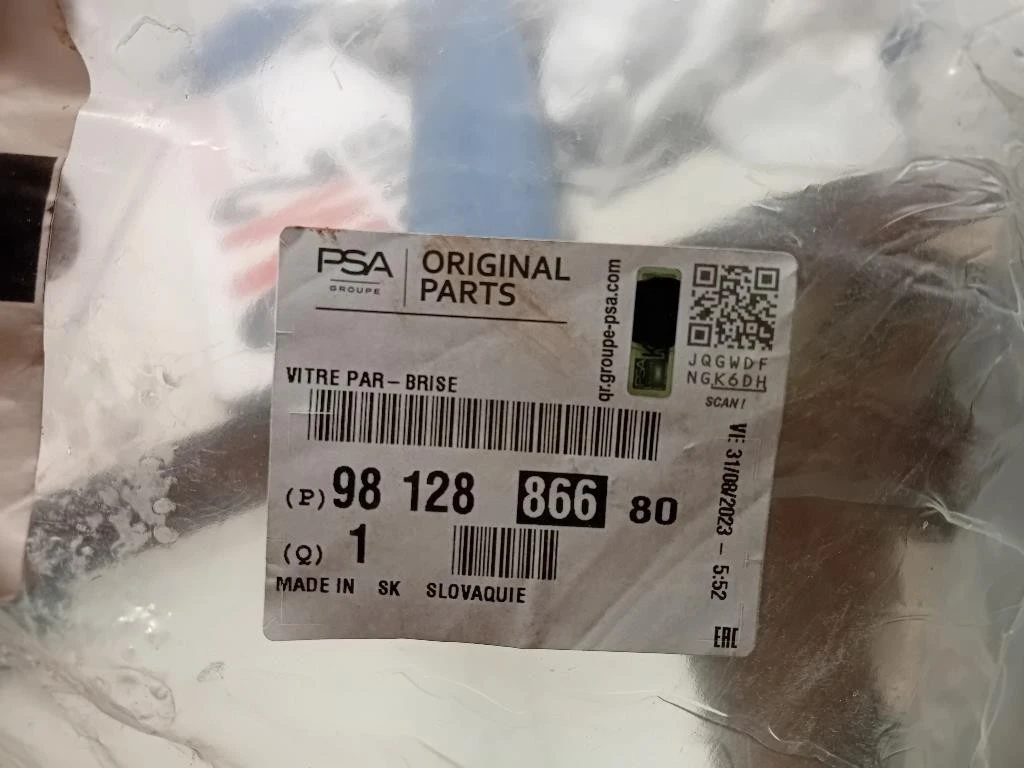 PSA
GROUPE
ORIGINAL
PARTS
qr.groupe-psa.com
JQGWDF
NGK6DH
SCAN!
VITRE PAR-BRISE
(P) 98 128 866 80
(Q) 1
MADE IN SK SLOVAQUIE
VI: 31/08/2023 - 5:52
EAC